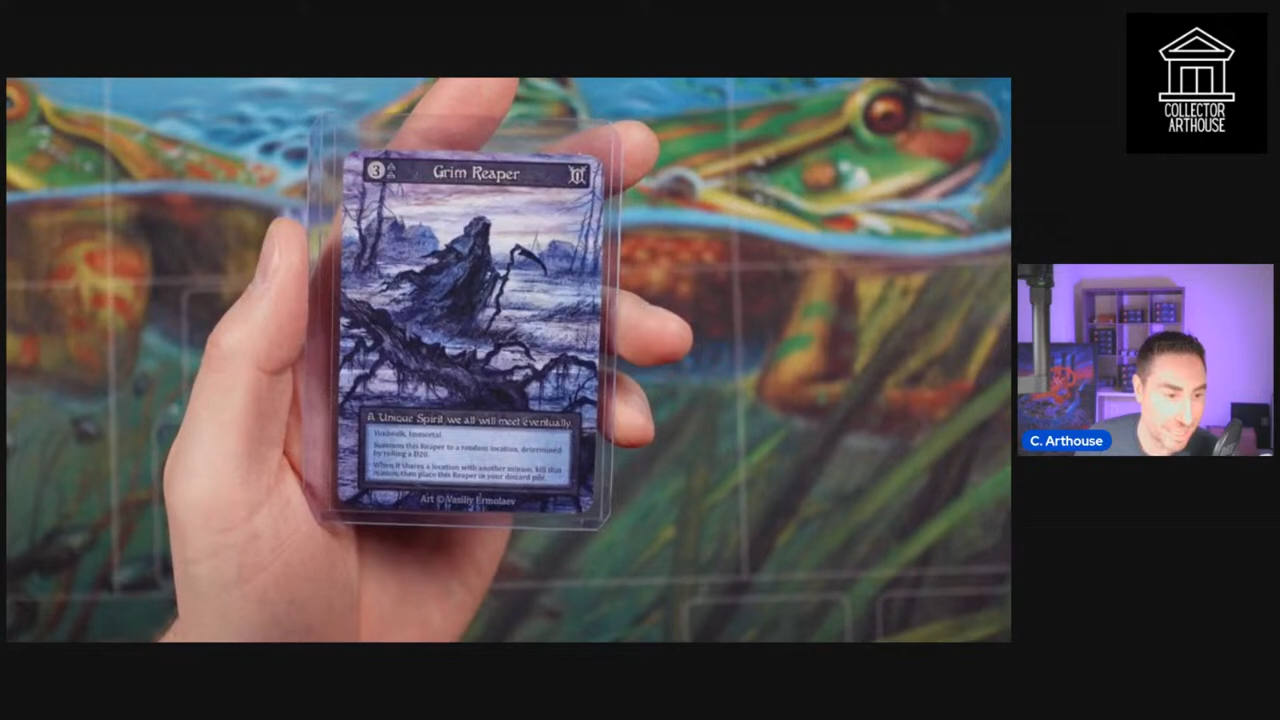 COLLECTOR
ARTHOUSE
3
Grim Reaper
A Unique Spirit we all will meet eventually
Voidwalk, Immortal
Summons this Reaper to a random location, determined
by rolling a D20.
When it shares a location with another minion, kill that
minion, then place this Reaper in your discard pile.
Art © Vasiliy Ermolaev
C. Arthouse